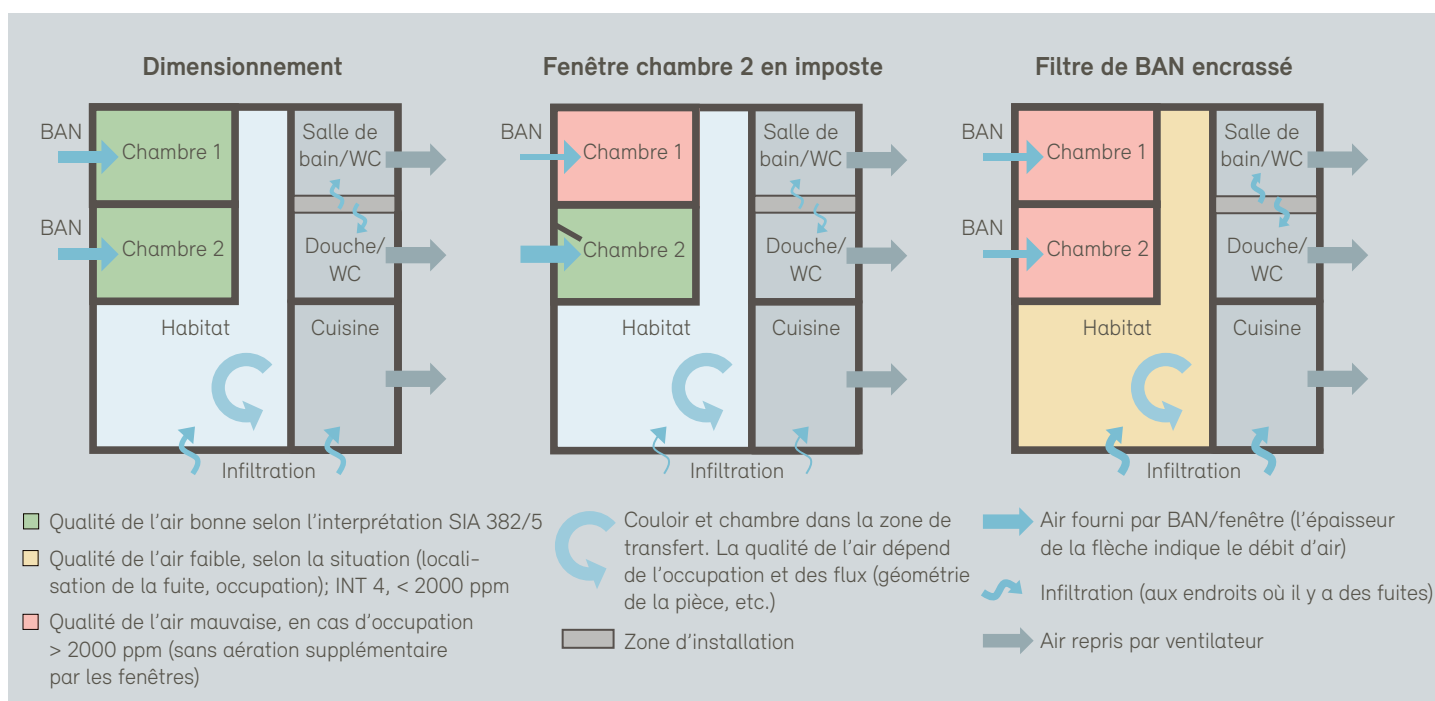 Dimensionnement
BAN
Chambre 1
BAN
Chambre 2
Salle de
bain/WC
Douche/
WC
Habitat
Cuisine
Infiltration
Fenêtre chambre 2 en imposte
BAN
Chambre 1
Chambre 2
Salle de
bain/WC
Douche/
WC
Habitat
Cuisine
Infiltration
Filtre de BAN encrassé
BAN
Chambre 1
BAN
Chambre 2
Salle de
bain/WC
Douche/
WC
Habitat
Cuisine
Infiltration
Qualité de l’air bonne selon l’interprétation SIA 382/5
Qualité de l’air faible, selon la situation (locali-
sation de la fuite, occupation); INT 4, < 2000 ppm
Qualité de l’air mauvaise, en cas d’occupation
> 2000 ppm (sans aération supplémentaire
par les fenêtres)
Couloir et chambre dans la zone de
transfert. La qualité de l’air dépend
de l’occupation et des flux (géométrie
de la pièce, etc.)
Zone d’installation
Air fourni par BAN/fenêtre (l’épaisseur
de la flèche indique le débit d’air)
Infiltration (aux endroits où il y a des fuites)
Air repris par ventilateur